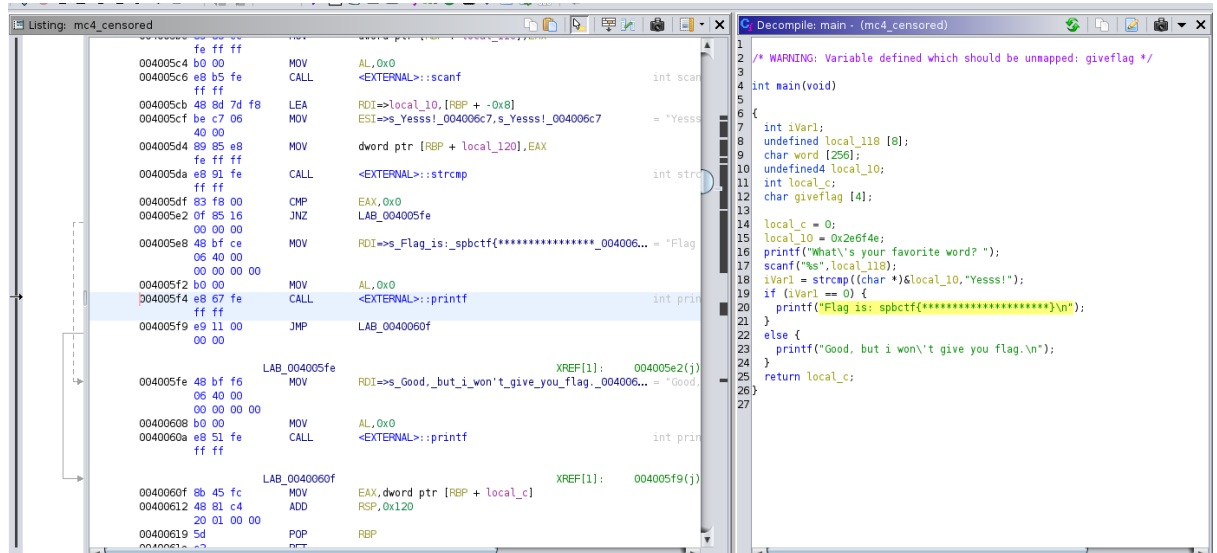 Listing: mc4_censored
fe ff ff
004005c4 b0 00 MOV AL,0x0
004005c6 e8 b5 fe CALL <EXTERNAL>::scanf int scan
ff ff
004005cb 48 8d 7d f8 LEA RDI=>local_10,[RBP + -0x8]
004005cf be c7 06 MOV ESI=>s_Yesss!_004006c7,s_Yesss!_004006c7 = "Yesss
40 00
004005d4 89 85 e8 MOV dword ptr [RBP + local_120],EAX
fe ff ff
004005da e8 91 fe CALL <EXTERNAL>::strcmp int strc
ff ff
004005df 83 f8 00 CMP EAX,0x0
004005e2 0f 85 16 JNZ LAB_004005fe
00 00 00
004005e8 48 bf ce MOV RDI=>s_Flag_is:_spbctf{****************_004006... = "Flag
06 40 00
00 00 00 00
004005f2 b0 00 MOV AL,0x0
004005f4 e8 67 fe CALL <EXTERNAL>::printf int prin
ff ff
004005f9 e9 11 00 JMP LAB_0040060f
00 00
LAB_004005fe XREF[1]: 004005e2(j)
004005fe 48 bf f6 MOV RDI=>s_Good,_but_i_won't_give_you_flag._004006... = "Good,
06 40 00
00 00 00 00
00400608 b0 00 MOV AL,0x0
0040060a e8 51 fe CALL <EXTERNAL>::printf int prin
ff ff
LAB_0040060f XREF[1]: 004005f9(j)
0040060f 8b 45 fc MOV EAX,dword ptr [RBP + local_c]
00400612 48 81 c4 ADD RSP,0x120
20 01 00 00
00400619 5d POP RBP
Decompile: main - (mc4_censored)
1
2 /* WARNING: Variable defined which should be unmapped: giveflag */
3
4 int main(void)
5
6 {
7 int iVar1;
8 undefined local_118 [8];
9 char word [256];
10 undefined4 local_10;
11 int local_c;
12 char giveflag [4];
13
14 local_c = 0;
15 local_10 = 0x2e6f4e;
16 printf("What\'s your favorite word? ");
17 scanf("%s",local_118);
18 iVar1 = strcmp((char *)&local_10,"Yesss!");
19 if (iVar1 == 0) {
20 printf("Flag is: spbctf{*********************}\n");
21 }
22 else {
23 printf("Good, but i won\'t give you flag.\n");
24 }
25 return local_c;
26 }
27